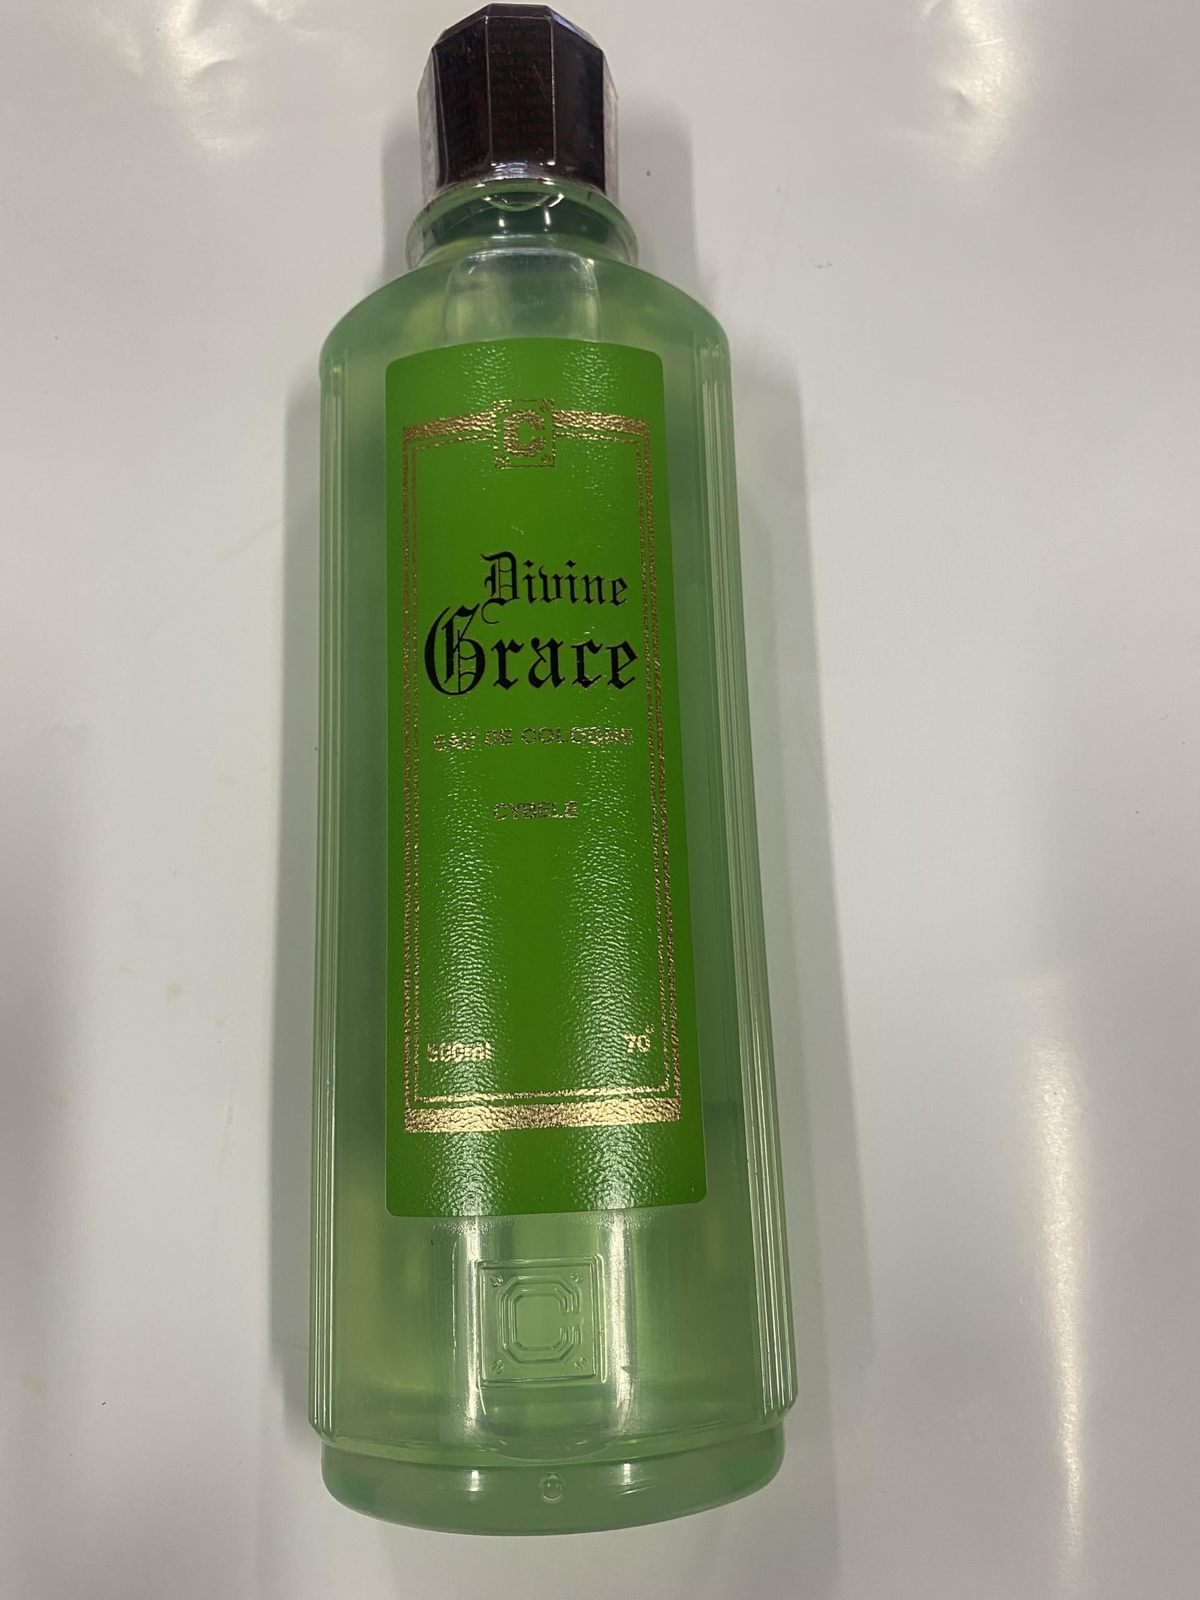 C
Divine
Grace
EAU DE COLOGNE
CYBELE
500ml 70°
C